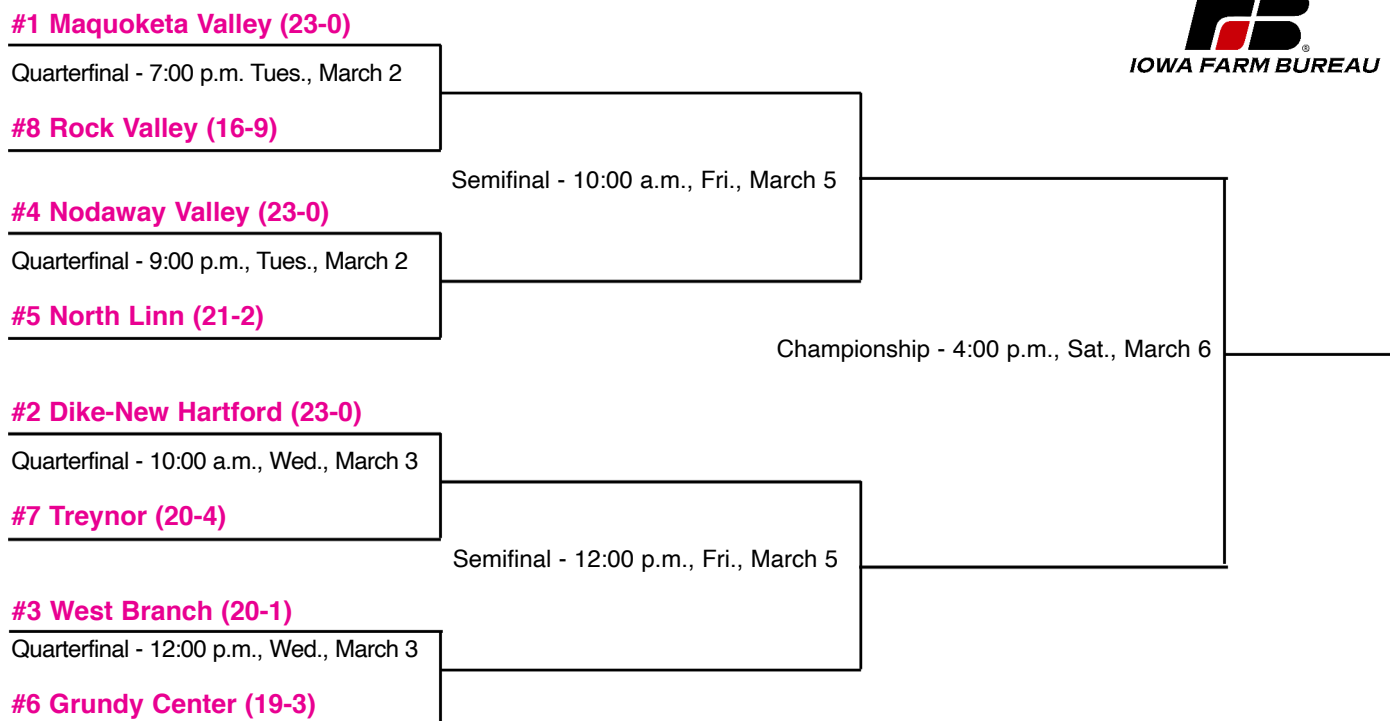 #1 Maquoketa Valley (23-0)
Quarterfinal - 7:00 p.m. Tues., March 2
#8 Rock Valley (16-9)
IOWA FARM BUREAU
®
Semifinal - 10:00 a.m., Fri., March 5
#4 Nodaway Valley (23-0)
Quarterfinal - 9:00 p.m., Tues., March 2
#5 North Linn (21-2)
Championship - 4:00 p.m., Sat., March 6
#2 Dike-New Hartford (23-0)
Quarterfinal - 10:00 a.m., Wed., March 3
#7 Treynor (20-4)
Semifinal - 12:00 p.m., Fri., March 5
#3 West Branch (20-1)
Quarterfinal - 12:00 p.m., Wed., March 3
#6 Grundy Center (19-3)